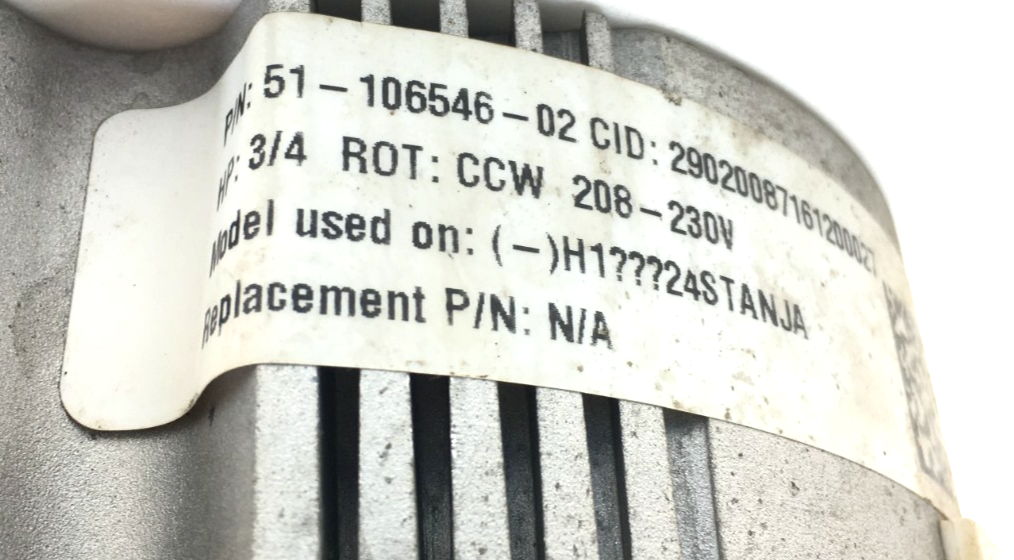 P/N: 51-106546-02 CID: 2902008716120002?
HP: 3/4 ROT: CCW 208-230V
Model used on: (-)H1???24STANJA
Replacement P/N: N/A